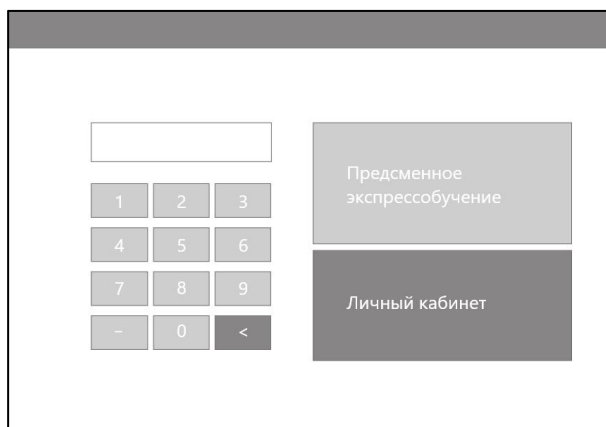 1 2 3
4 5 6
7 8 9
– 0 <
Предсменное
экспрессобучение
Личный кабинет